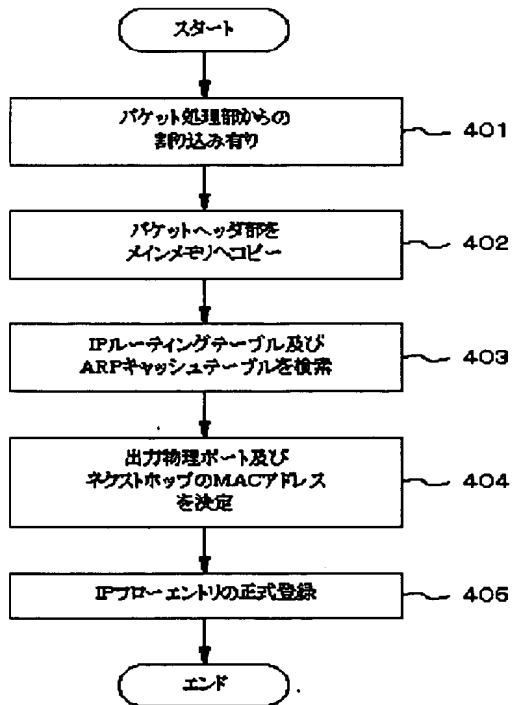 スタート
パケット処理部からの
割り込み有り
401
パケットヘッダ部を
メインメモリへコピー
402
IPルーティングテーブル及び
ARPキャッシュテーブルを検索
403
出力物理ポート及び
ネクストホップのMACアドレス
を決定
404
IPフローエントリの正式登録
405
エンド